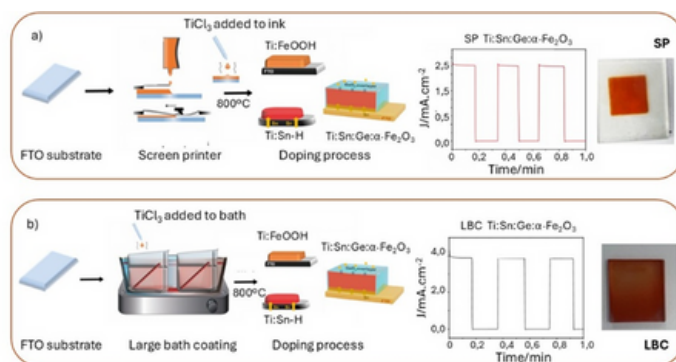 a)
TiCl₃ added to ink
Ti:FeOOH
FTO
800ºC
Ti:Sn-H
Ti:Sn:Ge:α-Fe₂O₃
FTO substrate
Screen printer
Doping process
SP Ti:Sn:Ge:α-Fe₂O₃
J/mA.cm⁻²
2,5
2,0
1,5
1,0
0,5
0,0
0,2 0,4 0,6 0,8 1,0
Time/min
SP
b)
TiCl₃ added to bath
Ti:FeOOH
800ºC
Ti:Sn-H
Ti:Sn:Ge:α-Fe₂O₃
FTO substrate
Large bath coating
Doping process
LBC Ti:Sn:Ge:α-Fe₂O₃
J/mA.cm⁻²
4,0
2,0
0,0
0,0 0,2 0,4 0,6 0,8 1,0
Time/min
LBC